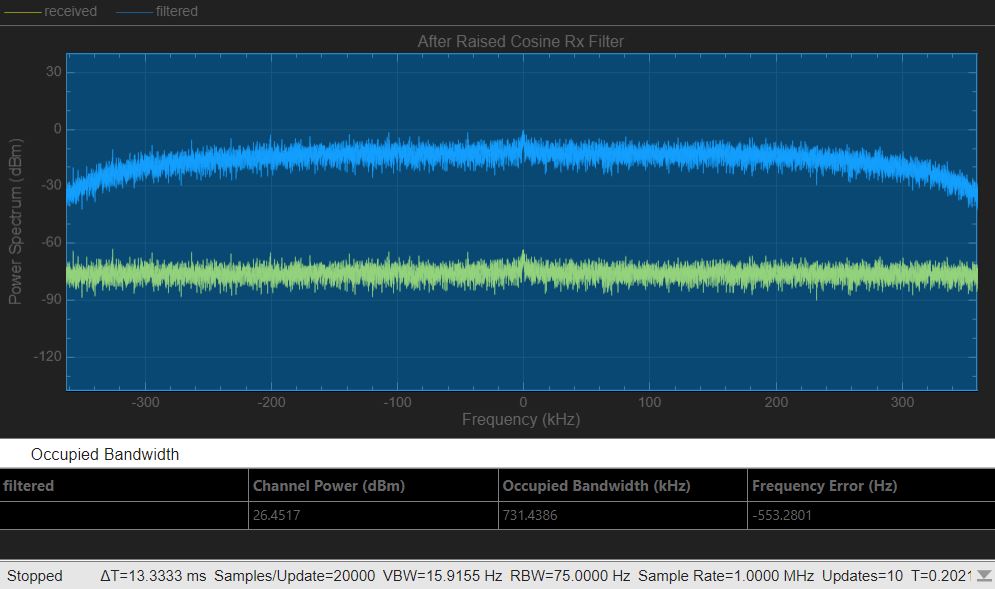 received filtered
After Raised Cosine Rx Filter
30
0
-30
-60
-90
-120
Power Spectrum (dBm)
-300 -200 -100 0 100 200 300
Frequency (kHz)
Occupied Bandwidth
filtered Channel Power (dBm) Occupied Bandwidth (kHz) Frequency Error (Hz)
26.4517 731.4386 -553.2801
Stopped ΔT=13.3333 ms Samples/Update=20000 VBW=15.9155 Hz RBW=75.0000 Hz Sample Rate=1.0000 MHz Updates=10 T=0.2021